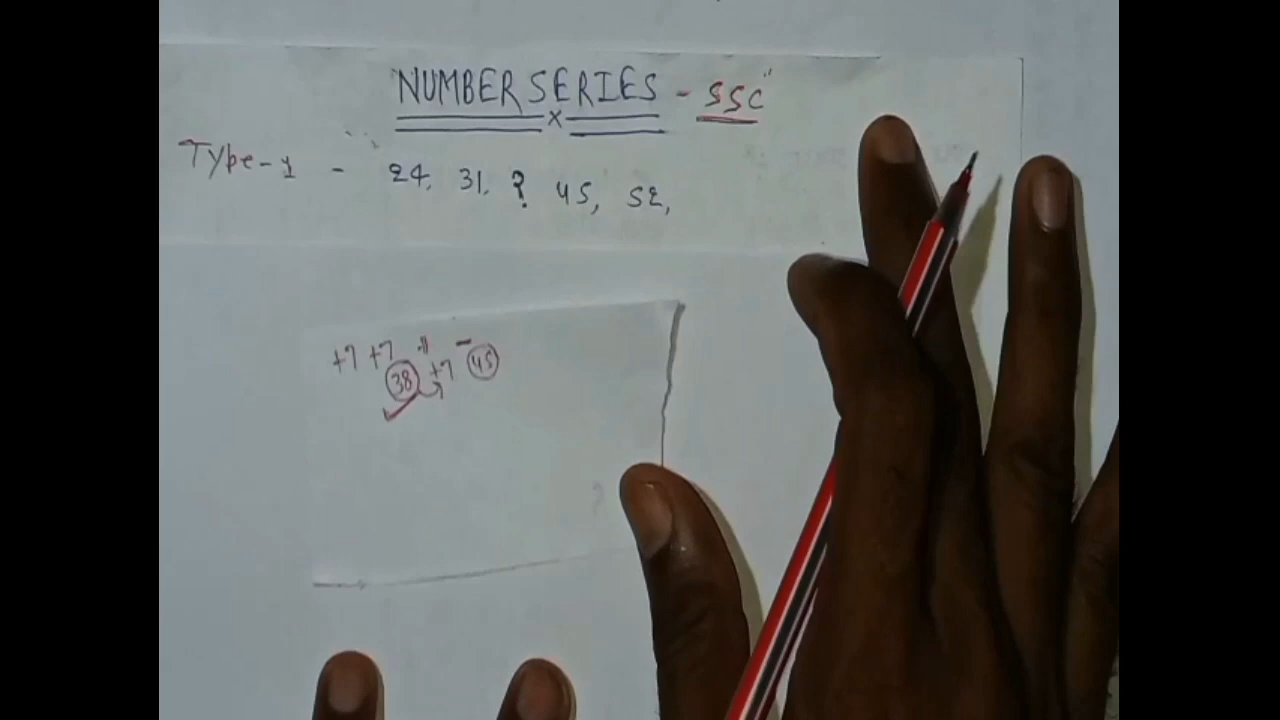 NUMBER SERIES - SSC"
x
Type-1 - 24, 31, ? 45, 52,
+7 +7 " -
38 +7 45